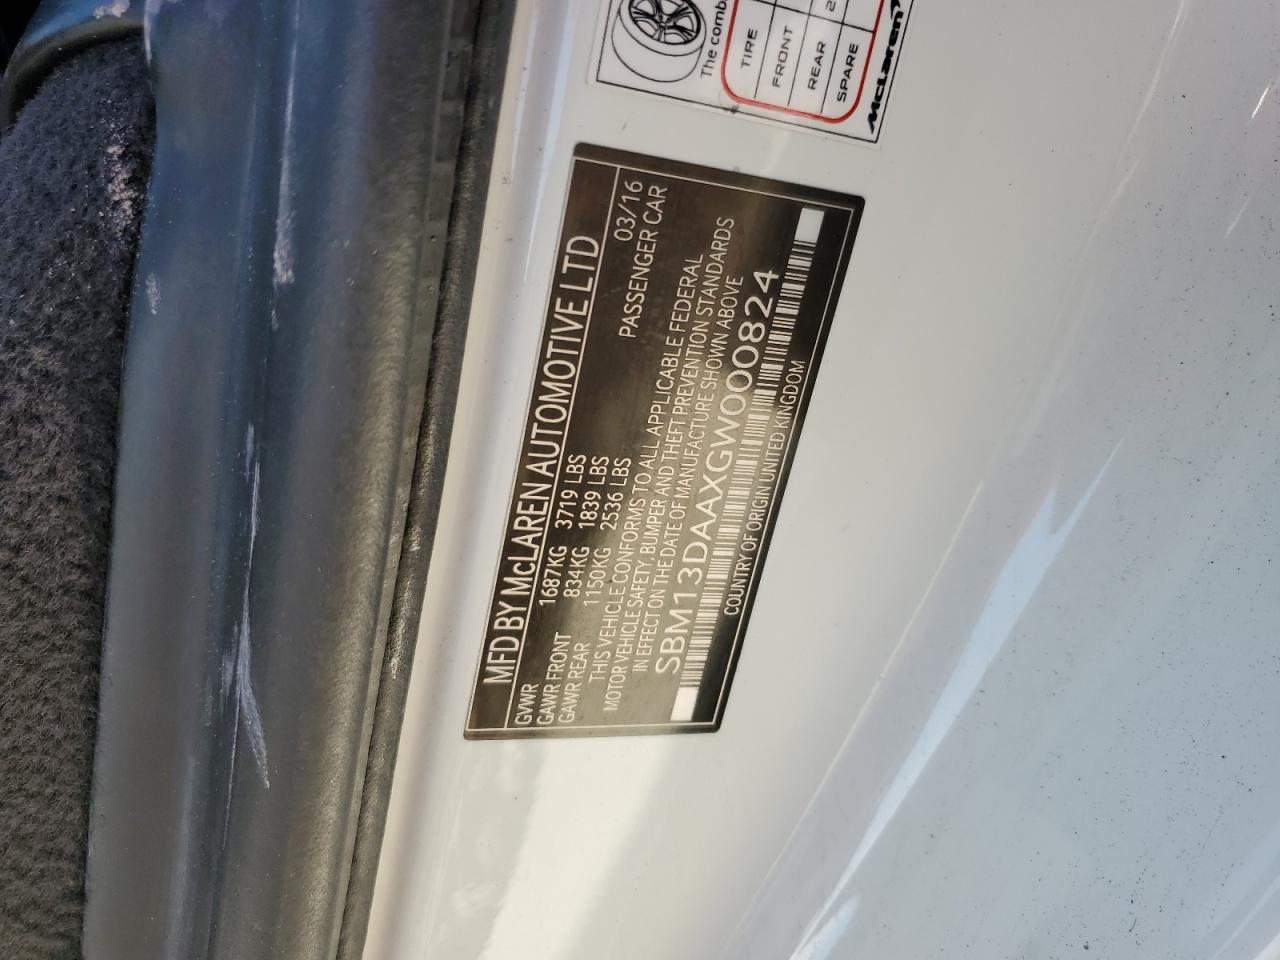 The comb
TIRE
FRONT
REAR
SPARE
McLaren
MFD BY McLAREN AUTOMOTIVE LTD
03/16
GVWR 1687KG 3719 LBS PASSENGER CAR
GAWR FRONT 834KG 1839 LBS
GAWR REAR 1150KG 2536 LBS
THIS VEHICLE CONFORMS TO ALL APPLICABLE FEDERAL
MOTOR VEHICLE SAFETY, BUMPER AND THEFT PREVENTION STANDARDS
IN EFFECT ON THE DATE OF MANUFACTURE SHOWN ABOVE
SBM13DAAXGW000824
COUNTRY OF ORIGIN UNITED KINGDOM